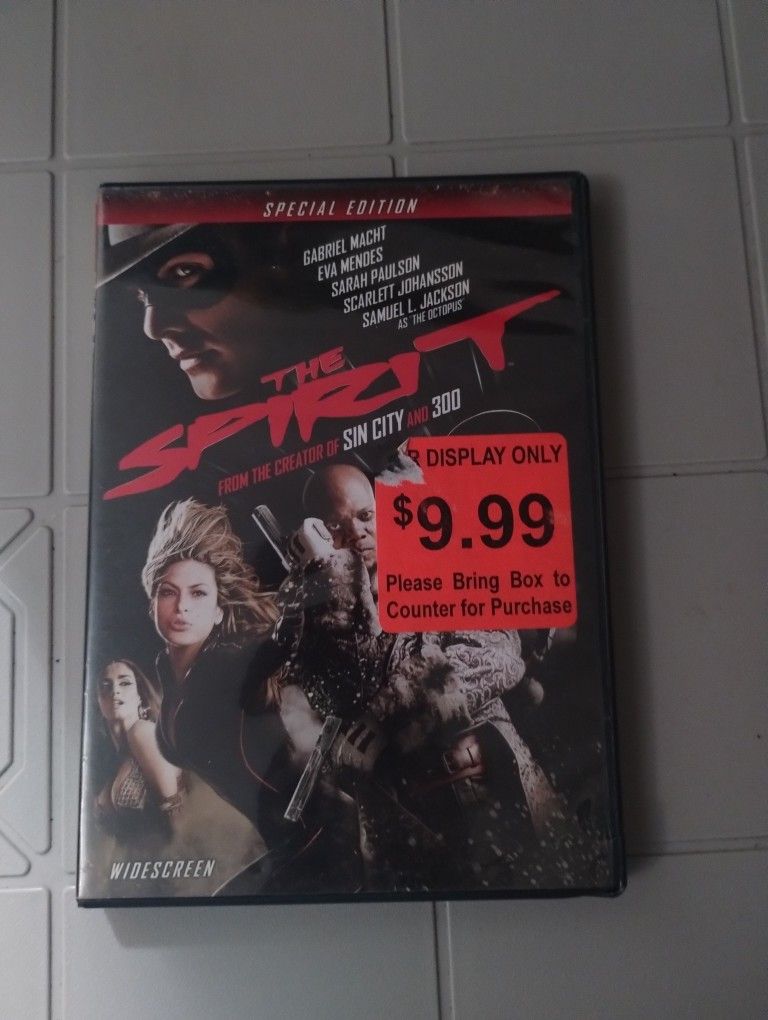 SPECIAL EDITION
GABRIEL MACHT
EVA MENDES
SARAH PAULSON
SCARLETT JOHANSSON
SAMUEL L. JACKSON
AS 'THE OCTOPUS'
THE
SPIRIT
FROM THE CREATOR OF SIN CITY AND 300
R DISPLAY ONLY
$9.99
Please Bring Box to
Counter for Purchase
WIDESCREEN